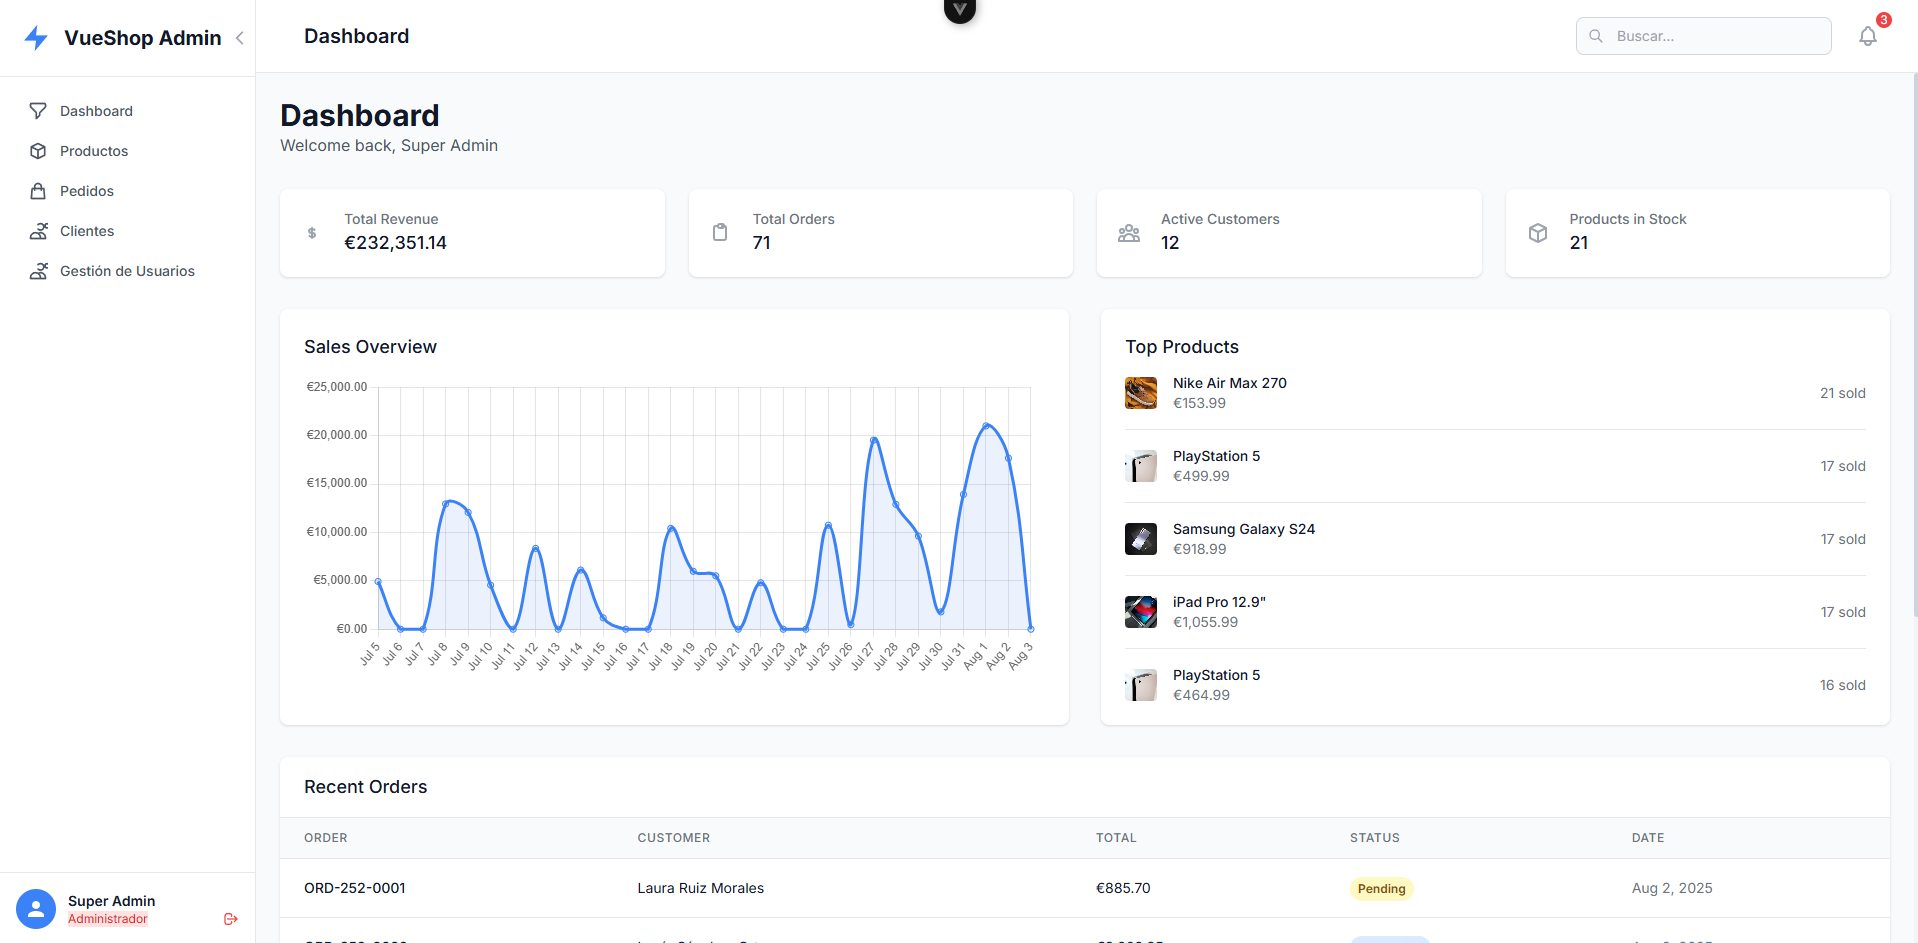 VueShop Admin
Dashboard
Buscar...
3
Dashboard
Productos
Pedidos
Clientes
Gestión de Usuarios
Dashboard
Welcome back, Super Admin
Total Revenue
€232,351.14
Total Orders
71
Active Customers
12
Products in Stock
21
Sales Overview
€25,000.00
€20,000.00
€15,000.00
€10,000.00
€5,000.00
€0.00
Jul 5
Jul 6
Jul 7
Jul 8
Jul 9
Jul 10
Jul 11
Jul 12
Jul 13
Jul 14
Jul 15
Jul 16
Jul 17
Jul 18
Jul 19
Jul 20
Jul 21
Jul 22
Jul 23
Jul 24
Jul 25
Jul 26
Jul 27
Jul 28
Jul 29
Jul 30
Jul 31
Aug 1
Aug 2
Aug 3
Top Products
Nike Air Max 270
€153.99
21 sold
PlayStation 5
€499.99
17 sold
Samsung Galaxy S24
€918.99
17 sold
iPad Pro 12.9"
€1,055.99
17 sold
PlayStation 5
€464.99
16 sold
Recent Orders
ORDER CUSTOMER TOTAL STATUS DATE
ORD-252-0001 Laura Ruiz Morales €885.70 Pending Aug 2, 2025
Super Admin
Administrador